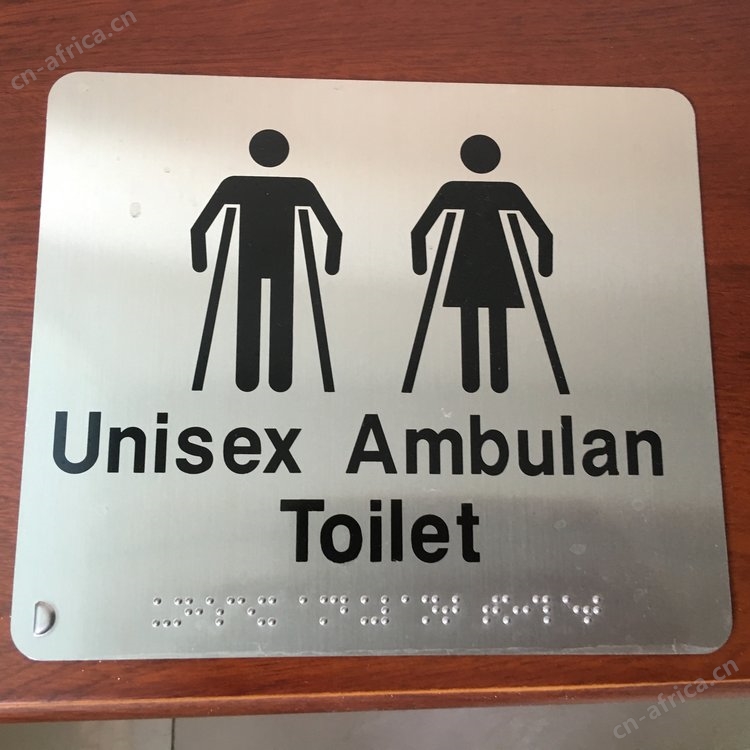 cn-africa.cn
Unisex Ambulan
Toilet
cn-africa.cn